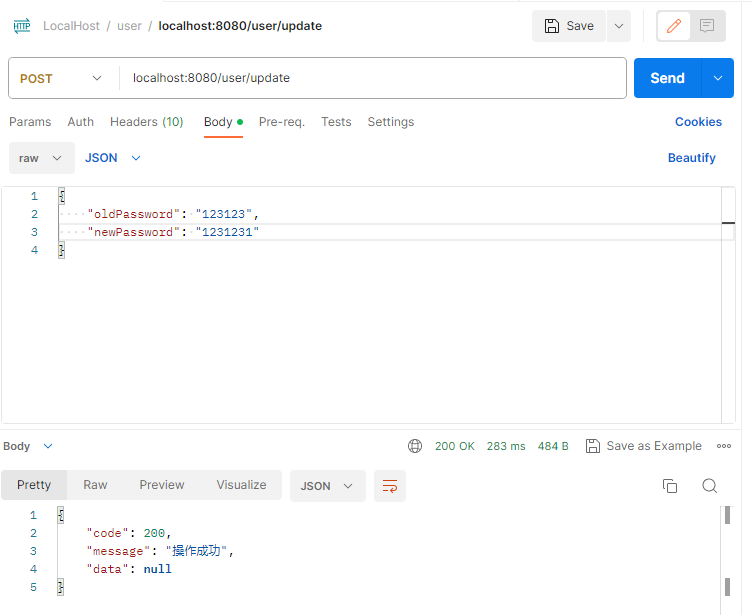 HTTP LocalHost / user / localhost:8080/user/update Save
POST localhost:8080/user/update Send
Params Auth Headers (10) Body Pre-req. Tests Settings Cookies
raw JSON Beautify
1 {
2 "oldPassword": "123123",
3 "newPassword": "1231231"
4 }
Body 200 OK 283 ms 484 B Save as Example
Pretty Raw Preview Visualize JSON
1 {
2 "code": 200,
3 "message": "操作成功",
4 "data": null
5 }